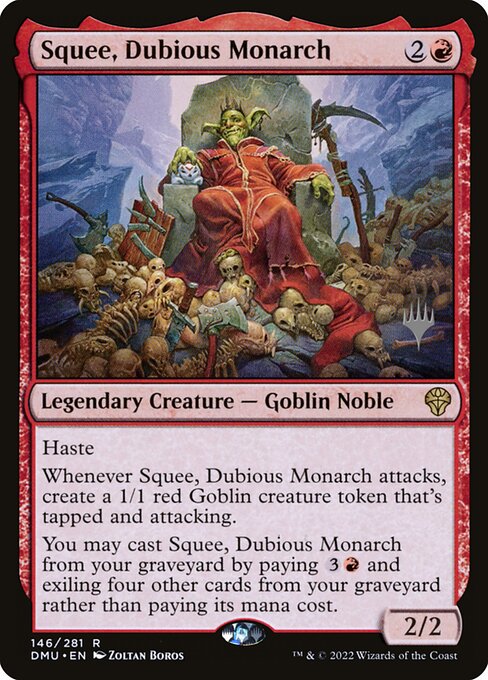 Squee, Dubious Monarch 2
Legendary Creature — Goblin Noble
Haste
Whenever Squee, Dubious Monarch attacks,
create a 1/1 red Goblin creature token that's
tapped and attacking.
You may cast Squee, Dubious Monarch
from your graveyard by paying 3 and
exiling four other cards from your graveyard
rather than paying its mana cost.
2/2
146/281 R
DMU • EN Zoltan Boros
™ & © 2022 Wizards of the Coast